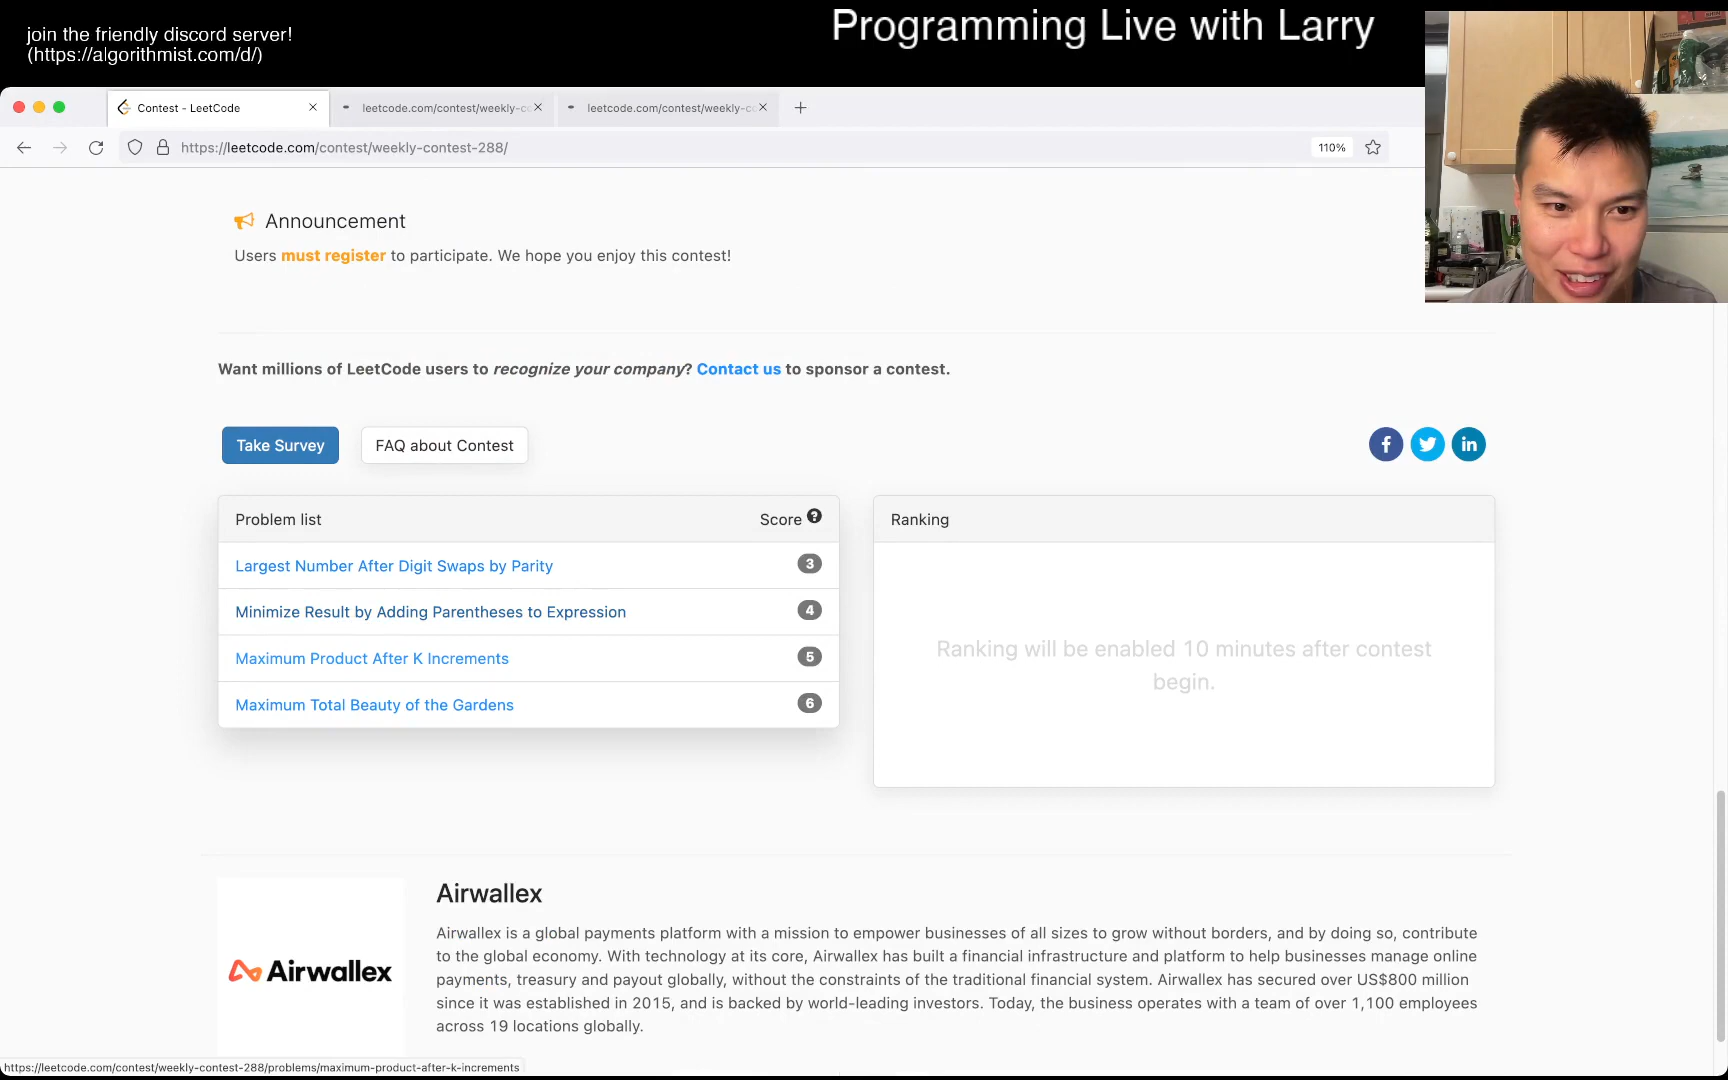 join the friendly discord server!
(https://algorithmist.com/d/)
Programming Live with Larry
Contest - LeetCode
leetcode.com/contest/weekly-c
leetcode.com/contest/weekly-c
https://leetcode.com/contest/weekly-contest-288/
110%
Announcement
Users must register to participate. We hope you enjoy this contest!
Want millions of LeetCode users to recognize your company? Contact us to sponsor a contest.
Take Survey
FAQ about Contest
Problem list
Score
Largest Number After Digit Swaps by Parity
3
Minimize Result by Adding Parentheses to Expression
4
Maximum Product After K Increments
5
Maximum Total Beauty of the Gardens
6
Ranking
Ranking will be enabled 10 minutes after contest
begin.
Airwallex
Airwallex
Airwallex is a global payments platform with a mission to empower businesses of all sizes to grow without borders, and by doing so, contribute
to the global economy. With technology at its core, Airwallex has built a financial infrastructure and platform to help businesses manage online
payments, treasury and payout globally, without the constraints of the traditional financial system. Airwallex has secured over US$800 million
since it was established in 2015, and is backed by world-leading investors. Today, the business operates with a team of over 1,100 employees
across 19 locations globally.
https://leetcode.com/contest/weekly-contest-288/problems/maximum-product-after-k-increments